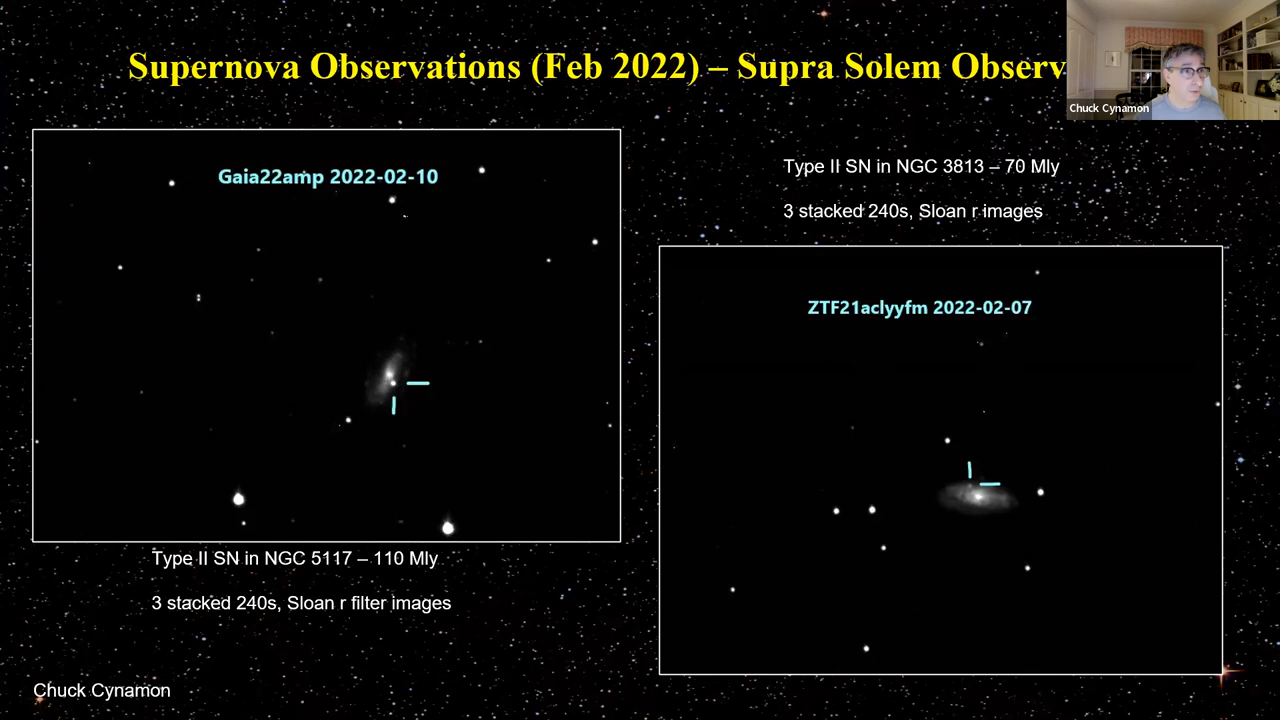 Supernova Observations (Feb 2022) – Supra Solem Observ
Chuck Cynamon
Gaia22amp 2022-02-10
Type II SN in NGC 5117 – 110 Mly
3 stacked 240s, Sloan r filter images
Type II SN in NGC 3813 – 70 Mly
3 stacked 240s, Sloan r images
ZTF21aclyyfm 2022-02-07
Chuck Cynamon